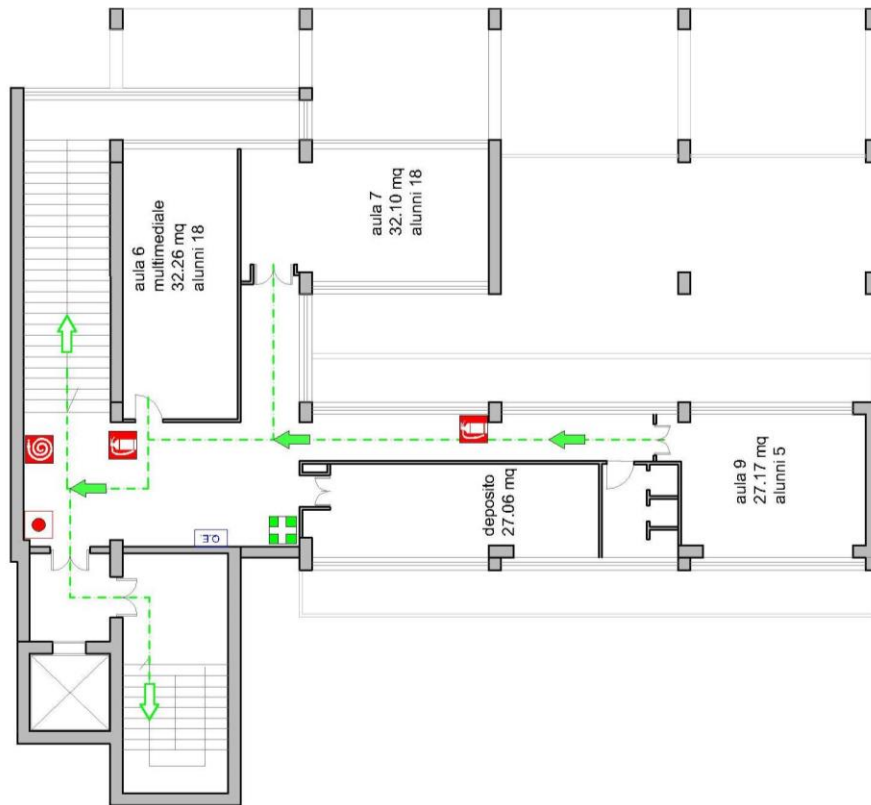 aula 6
multimediale
32.26 mq
alunni 18
aula 7
32.10 mq
alunni 18
deposito
27.06 mq
aula 9
27.17 mq
alunni 5
Q.E.